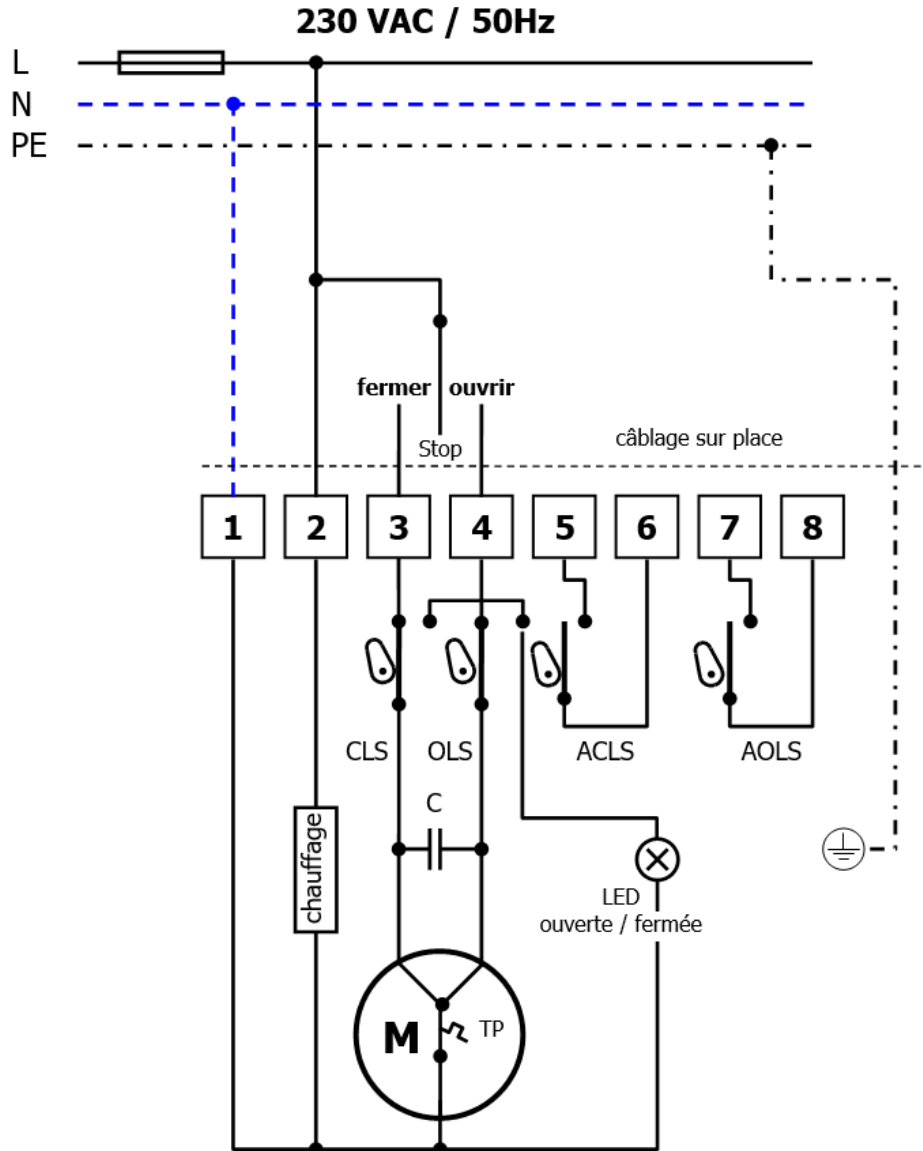 230 VAC / 50Hz
L
N
PE
fermer ouvrir
Stop
câblage sur place
1 2 3 4 5 6 7 8
CLS OLS ACLS AOLS
C
chauffage
LED
ouverte / fermée
M TP